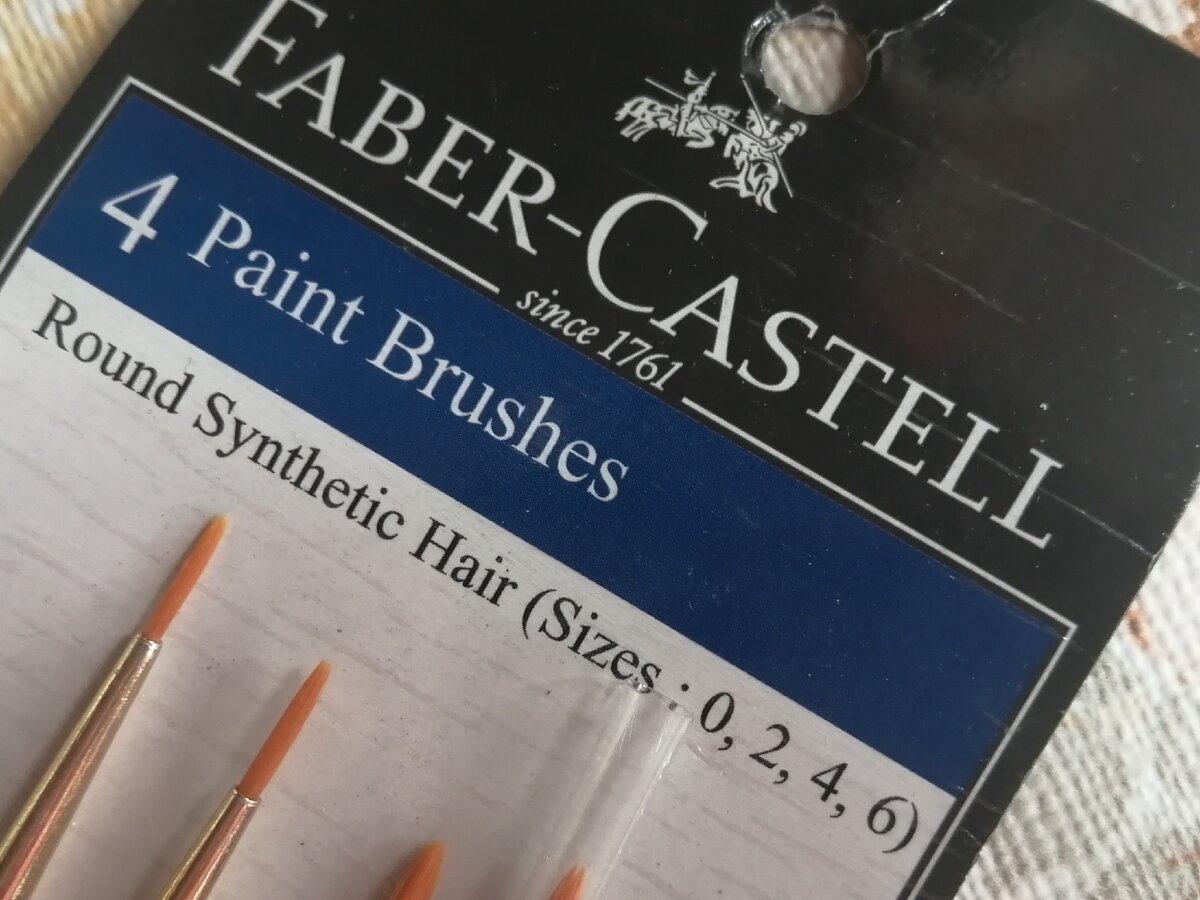 FABER-CASTELL
since 1761
4 Paint Brushes
Round Synthetic Hair (Sizes : 0, 2, 4, 6)